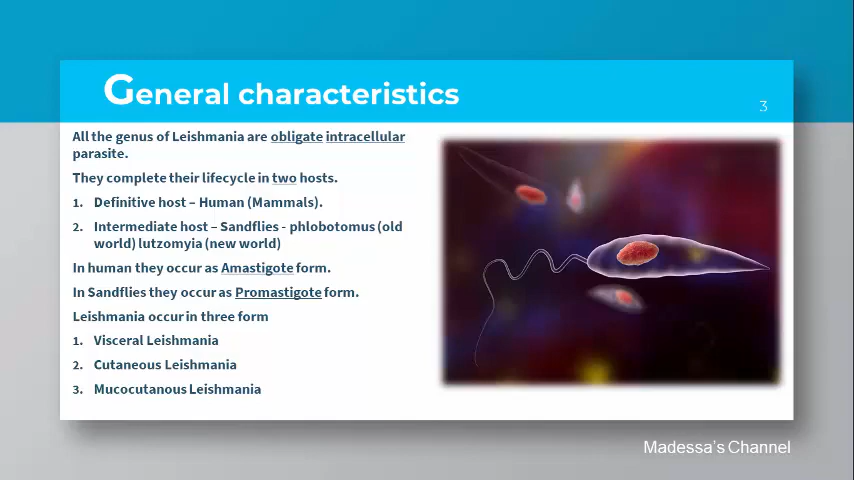 General characteristics
3
All the genus of Leishmania are obligate intracellular
parasite.
They complete their lifecycle in two hosts.
1. Definitive host – Human (Mammals).
2. Intermediate host – Sandflies - phlobotomus (old
world) lutzomyia (new world)
In human they occur as Amastigote form.
In Sandflies they occur as Promastigote form.
Leishmania occur in three form
1. Visceral Leishmania
2. Cutaneous Leishmania
3. Mucocutanous Leishmania
Madessa's Channel